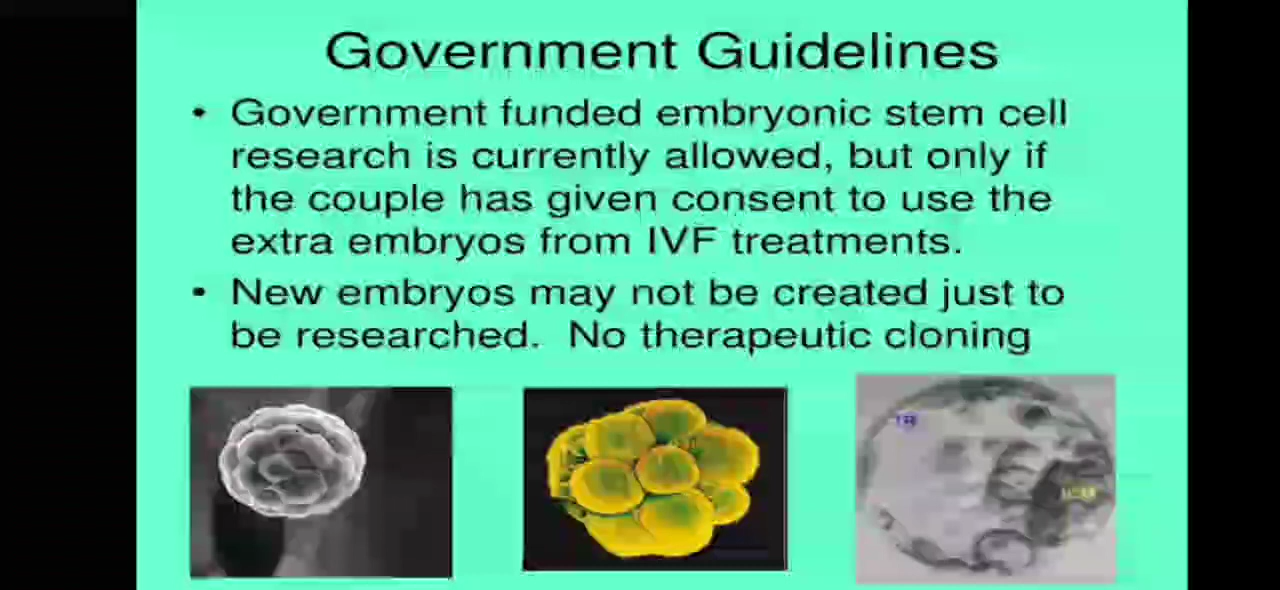 Government Guidelines
• Government funded embryonic stem cell
research is currently allowed, but only if
the couple has given consent to use the
extra embryos from IVF treatments.
• New embryos may not be created just to
be researched. No therapeutic cloning